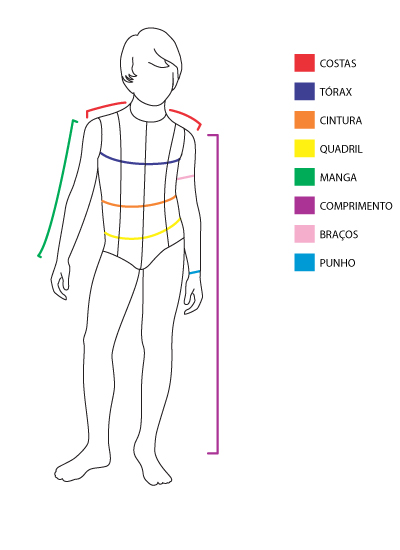 COSTAS
TÓRAX
CINTURA
QUADRIL
MANGA
COMPRIMENTO
BRAÇOS
PUNHO